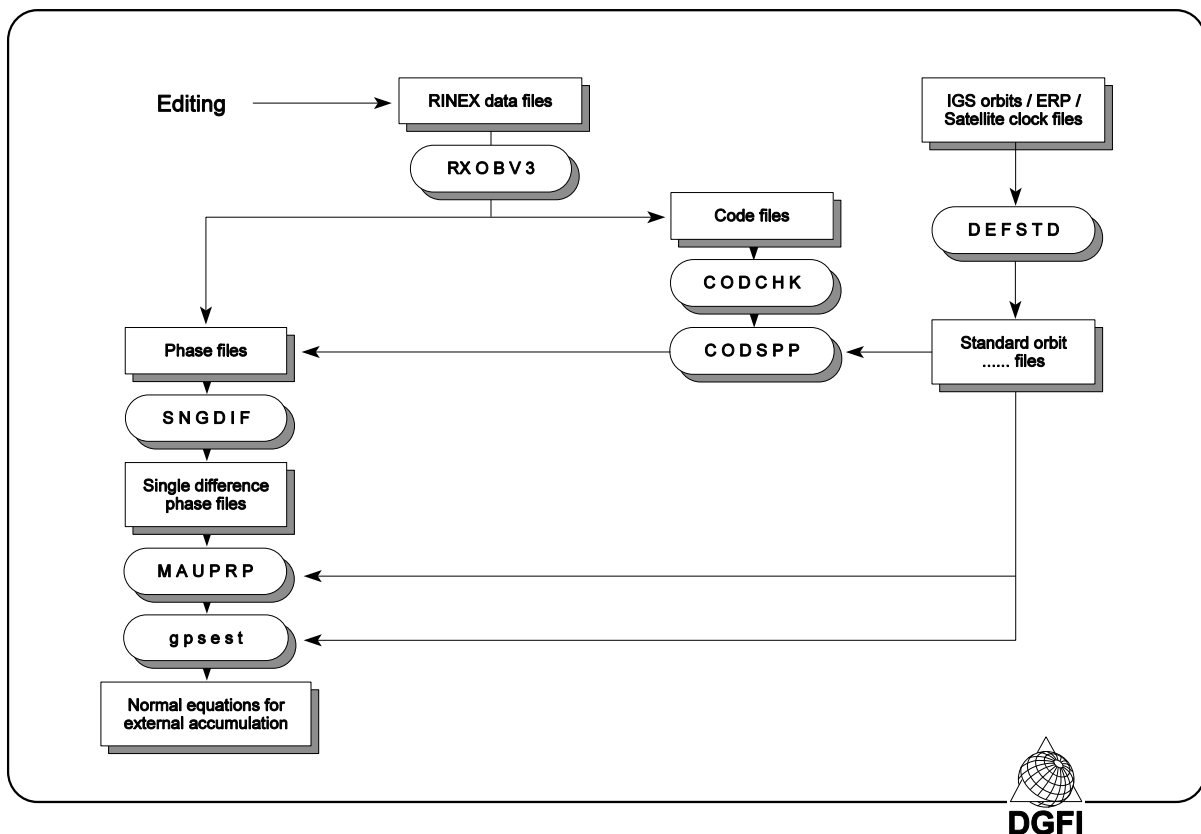 Editing
RINEX data files
IGS orbits / ERP /
Satellite clock files
RXOBV3
Code files
DEFSTD
CODCHK
Phase files
CODSPP
Standard orbit
...... files
SNGDIF
Single difference
phase files
MAUPRP
gpsest
Normal equations for
external accumulation
DGFI